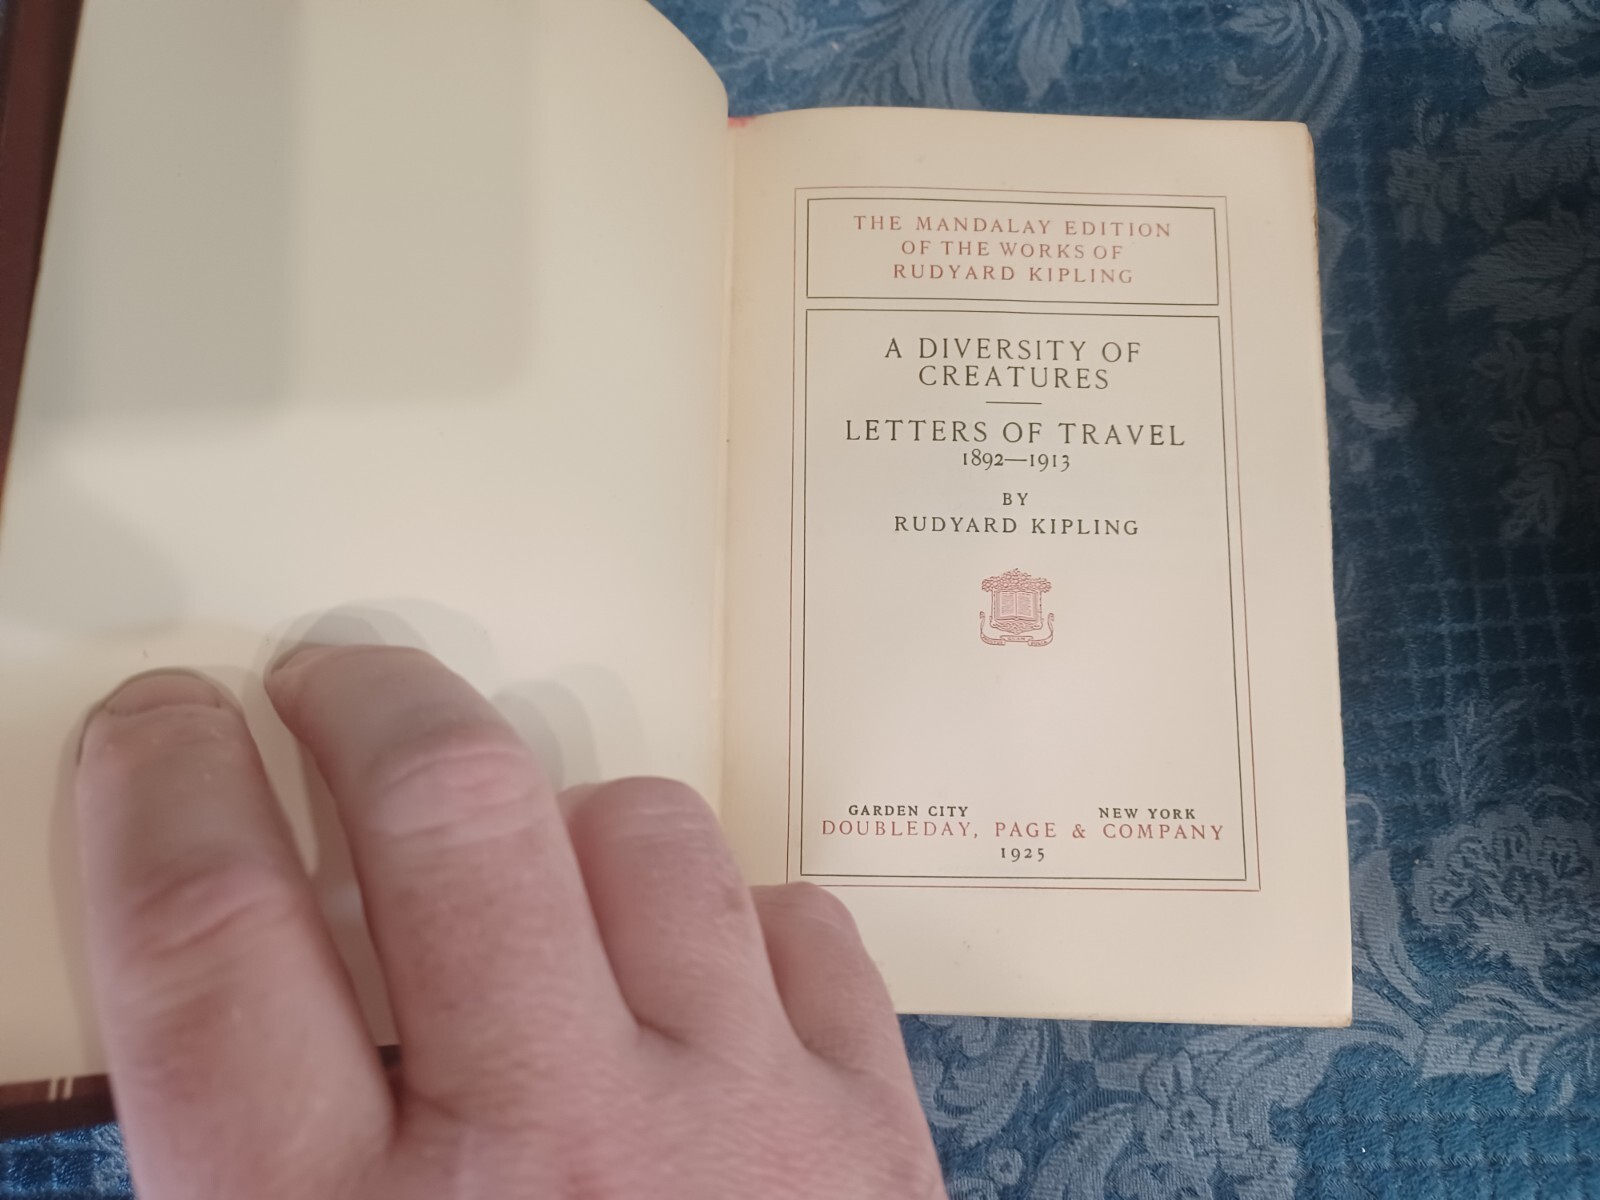 THE MANDALAY EDITION
OF THE WORKS OF
RUDYARD KIPLING
A DIVERSITY OF
CREATURES
LETTERS OF TRAVEL
1892—1913
BY
RUDYARD KIPLING
GARDEN CITY NEW YORK
DOUBLEDAY, PAGE & COMPANY
1925